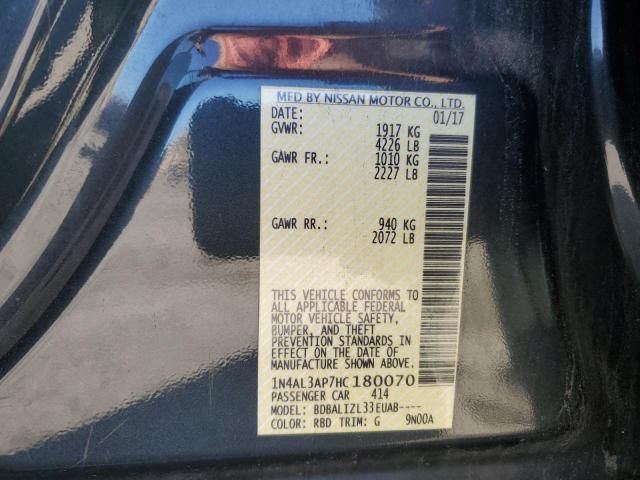 MFD BY NISSAN MOTOR CO., LTD.
DATE: 01/17
GVWR: 1917 KG
4226 LB
GAWR FR.: 1010 KG
2227 LB
GAWR RR.: 940 KG
2072 LB
THIS VEHICLE CONFORMS TO
ALL APPLICABLE FEDERAL
MOTOR VEHICLE SAFETY,
BUMPER, AND THEFT
PREVENTION STANDARDS IN
EFFECT ON THE DATE OF
MANUFACTURE SHOWN ABOVE.
1N4AL3AP7HC180070
PASSENGER CAR 414
MODEL: BDBALIZL33EUAB----
COLOR: RBD TRIM: G 9N00A